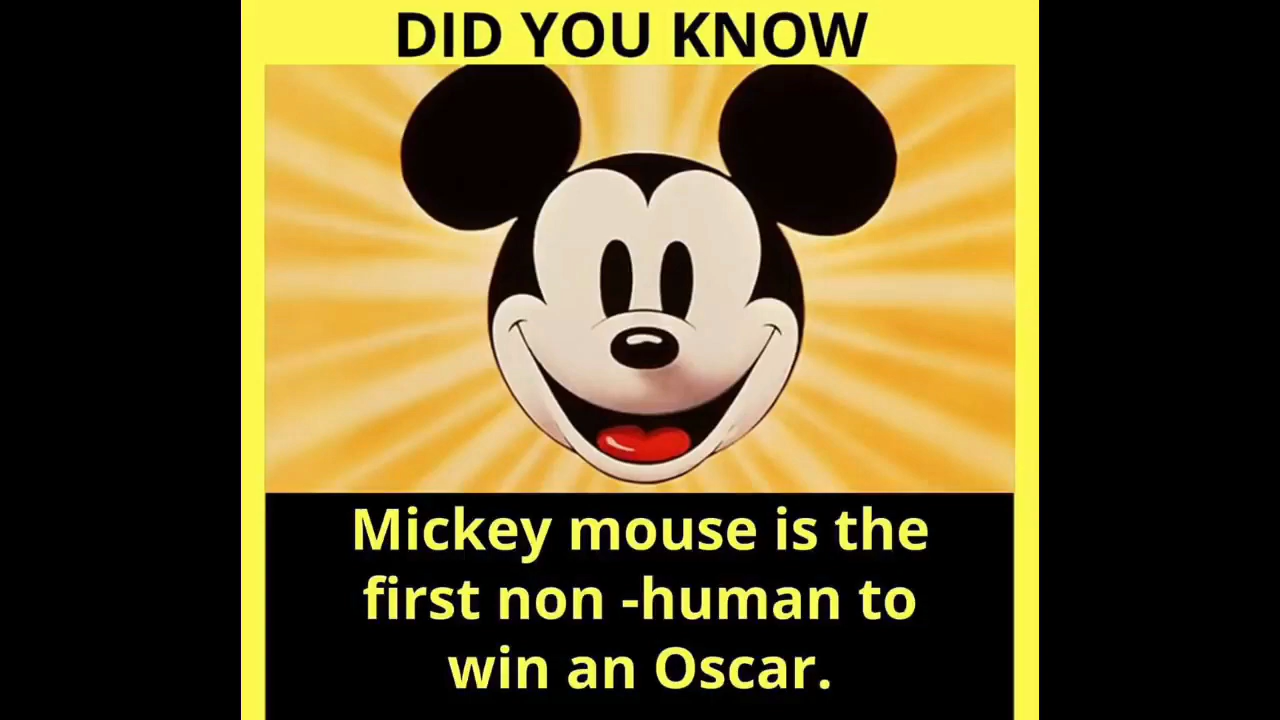 DID YOU KNOW
Mickey mouse is the
first non -human to
win an Oscar.